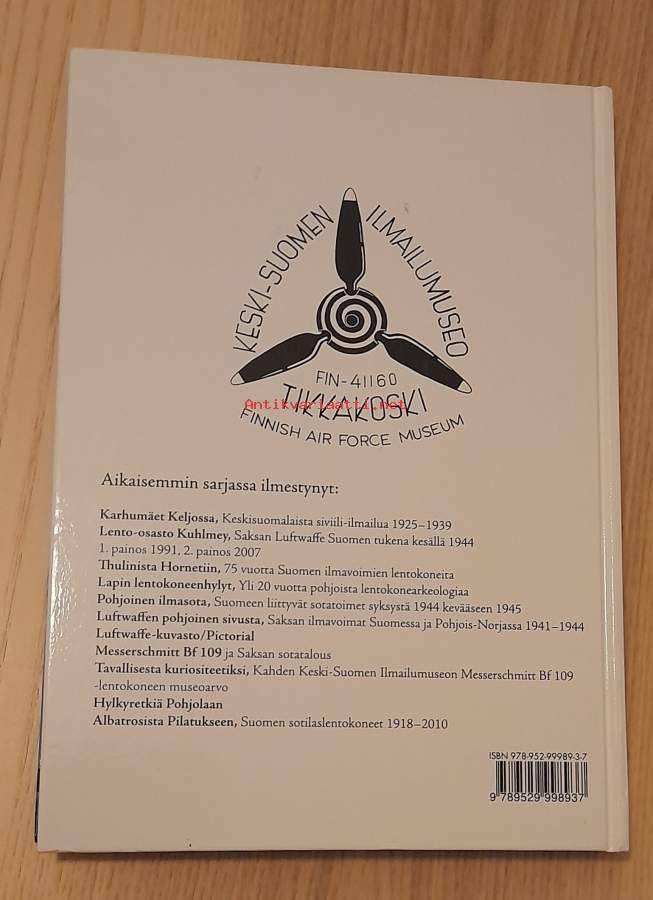 KESKI-SUOMEN ILMAILUMUSEO
FIN-41160
TIKKAKOSKI
Antikvariaatti.net
FINNISH AIR FORCE MUSEUM
Aikaisemmin sarjassa ilmestynyt:
Karhumäet Keljossa, Keskisuomalaista siviili-ilmailua 1925–1939
Lento-osasto Kuhlmey, Saksan Luftwaffe Suomen tukena kesällä 1944
1. painos 1991, 2. painos 2007
Thulinista Hornetiin, 75 vuotta Suomen ilmavoimien lentokoneita
Lapin lentokoneenhylyt, Yli 20 vuotta pohjoista lentokonearkeologiaa
Pohjoinen ilmasota, Suomeen liittyvät sotatoimet syksystä 1944 kevääseen 1945
Luftwaffen pohjoinen sivusta, Saksan ilmavoimat Suomessa ja Pohjois-Norjassa 1941–1944
Luftwaffe-kuvasto/Pictorial
Messerschmitt Bf 109 ja Saksan sotatalous
Tavallisesta kuriositeetiksi, Kahden Keski-Suomen Ilmailumuseon Messerschmitt Bf 109
-lentokoneen museoarvo
Hylkyretkiä Pohjolaan
Albatrosista Pilatukseen, Suomen sotilaslentokoneet 1918–2010
ISBN 978-952-99989-3-7
9 789529 998937